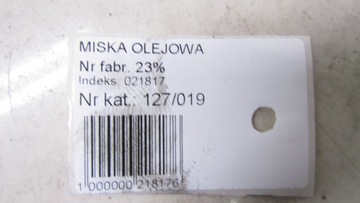 MISKA OLEJOWA
Nr fabr. 23%
Indeks. 021817
Nr kat.: 127/019
1 000000 218176